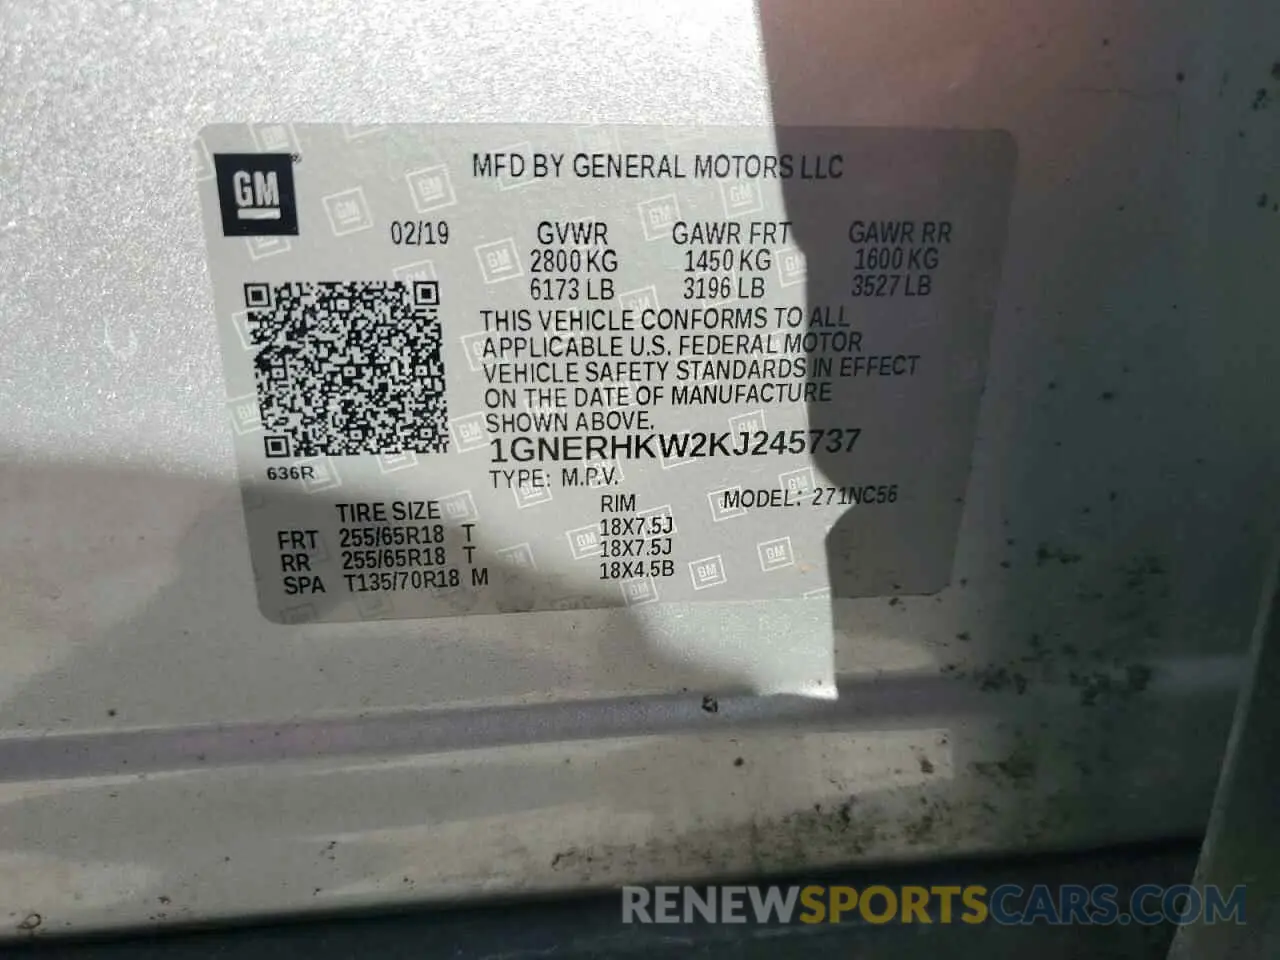 GM
MFD BY GENERAL MOTORS LLC
02/19 GVWR GAWR FRT GAWR RR
2800 KG 1450 KG 1600 KG
6173 LB 3196 LB 3527 LB
THIS VEHICLE CONFORMS TO ALL
APPLICABLE U.S. FEDERAL MOTOR
VEHICLE SAFETY STANDARDS IN EFFECT
ON THE DATE OF MANUFACTURE
SHOWN ABOVE.
1GNERHKW2KJ245737
636R
TYPE: M.P.V.
MODEL: 271NC56
TIRE SIZE RIM
FRT 255/65R18 T 18X7.5J
RR 255/65R18 T 18X7.5J
SPA T135/70R18 M 18X4.5B
RENEWSPORTSCARS.COM